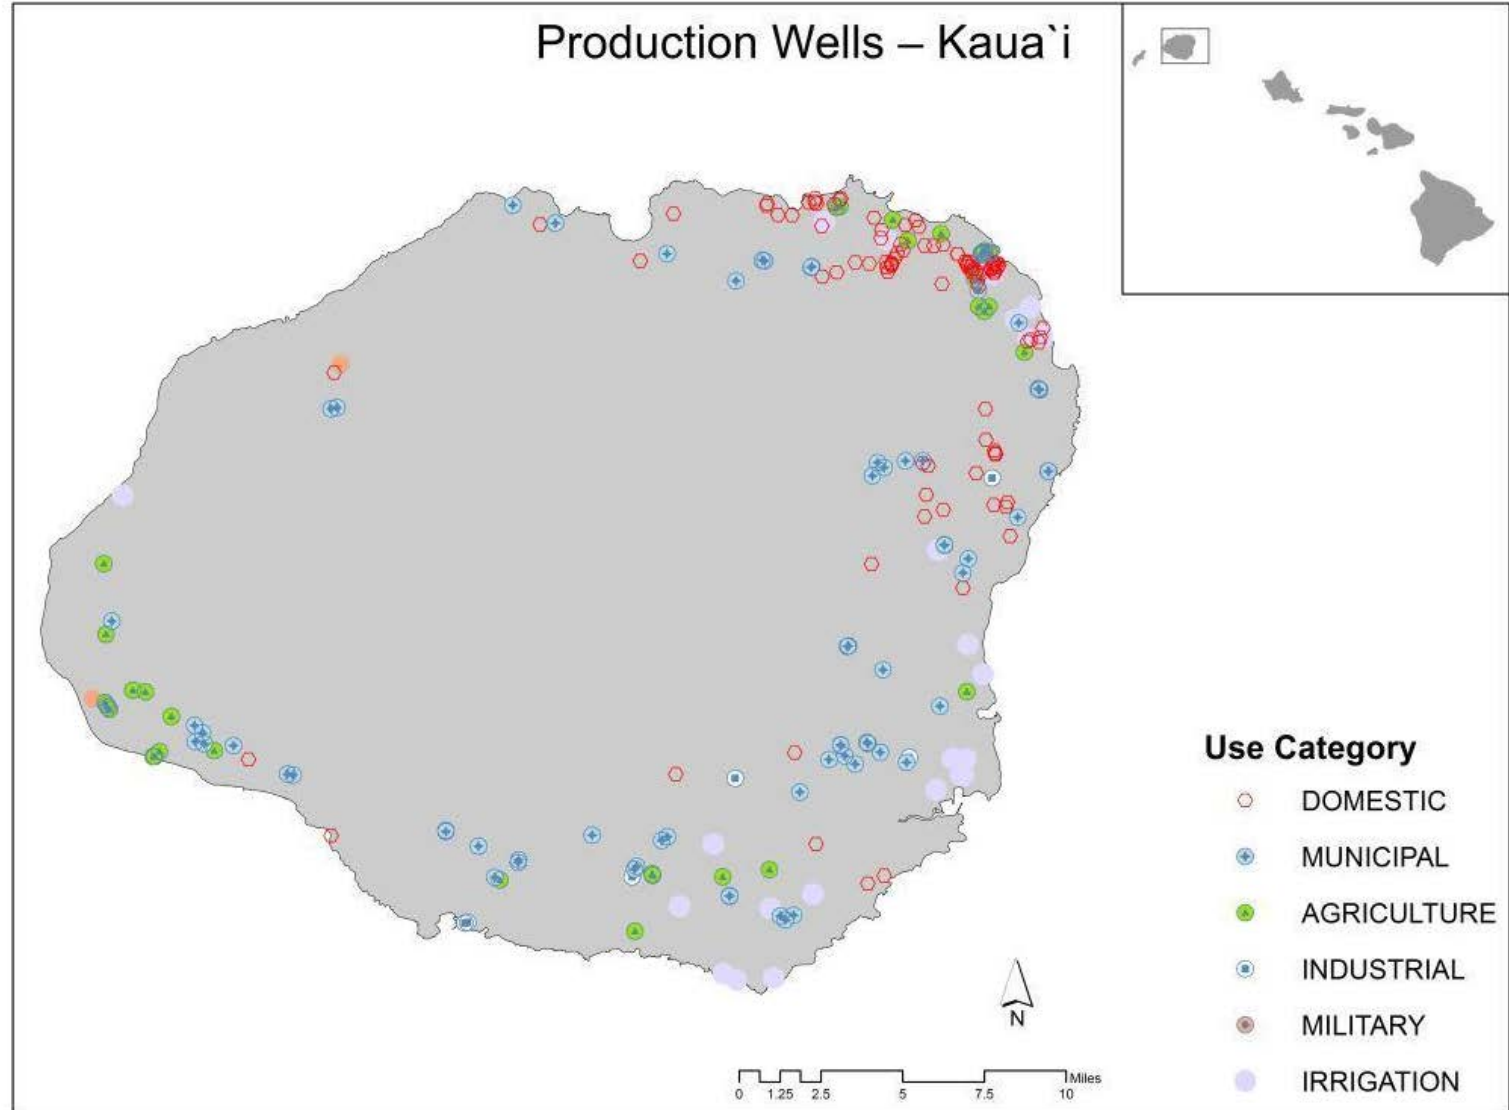 Production Wells – Kaua`i
Use Category
DOMESTIC
MUNICIPAL
AGRICULTURE
INDUSTRIAL
MILITARY
IRRIGATION
N
Miles
0 1.25 2.5 5 7.5 10